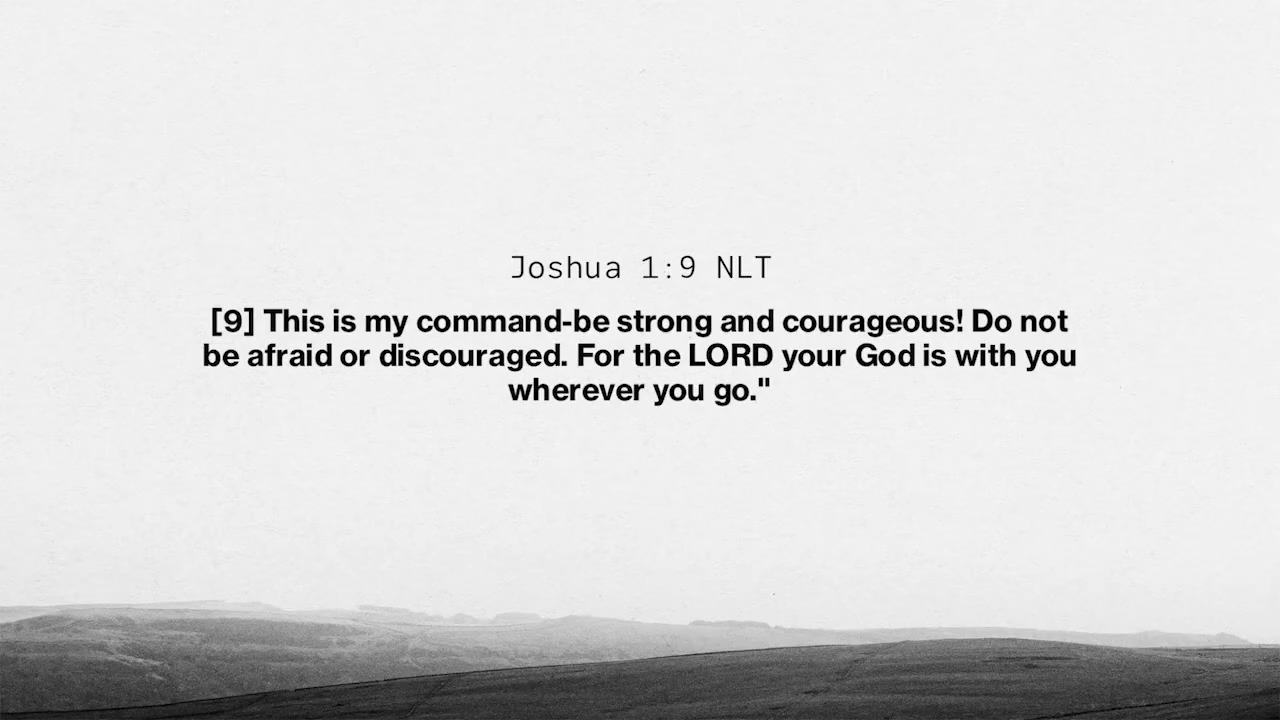 Joshua 1:9 NLT
[9] This is my command-be strong and courageous! Do not
be afraid or discouraged. For the LORD your God is with you
wherever you go."